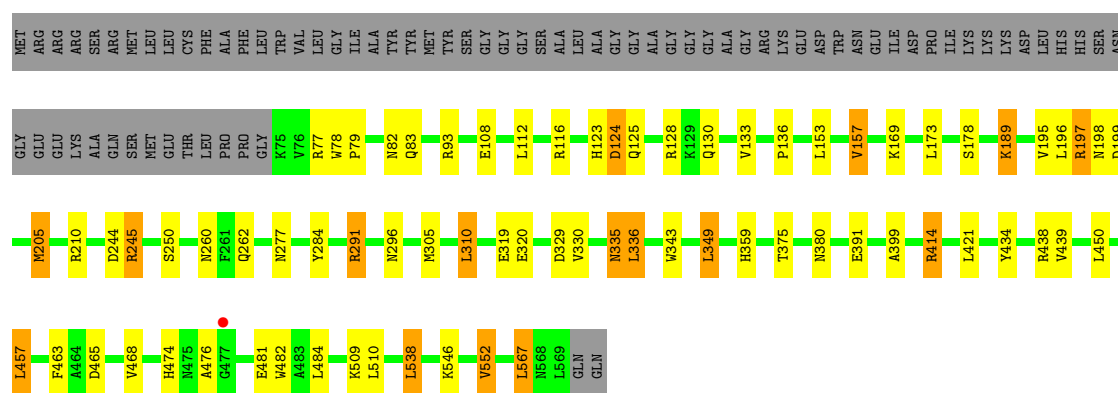 MET ARG ARG ARG SER ARG MET LEU LEU CYS PHE ALA PHE LEU TRP VAL LEU GLY ILE ALA TYR TYR MET TYR SER GLY GLY GLY SER ALA LEU ALA GLY GLY ALA GLY GLY GLY ALA GLY ARG LYS GLU ASP TRP ASN GLU ILE ASP PRO ILE LYS LYS LYS ASP LEU HIS HIS SER ASN
GLY GLU GLU LYS ALA GLN SER MET GLU THR LEU PRO PRO GLY K75 V76 R77 W78 P79 N82 Q83 R93 E108 L112 R116 H123 D124 Q125 R128 K129 Q130 V133 P136 L153 V157 K169 L173 S178 K189 V195 L196 R197 N198 D199
M205 R210 D244 R245 S250 N260 F261 Q262 N277 Y284 R291 N296 M305 L310 E319 E320 D329 V330 N335 L336 W343 L349 H359 T375 N380 E391 A399 R414 L421 Y434 R438 V439 L450
L457 F463 A464 D465 V468 H474 N475 A476 G477 E481 W482 A483 L484 K509 L510 L538 K546 V552 L567 N568 L569 GLN GLN